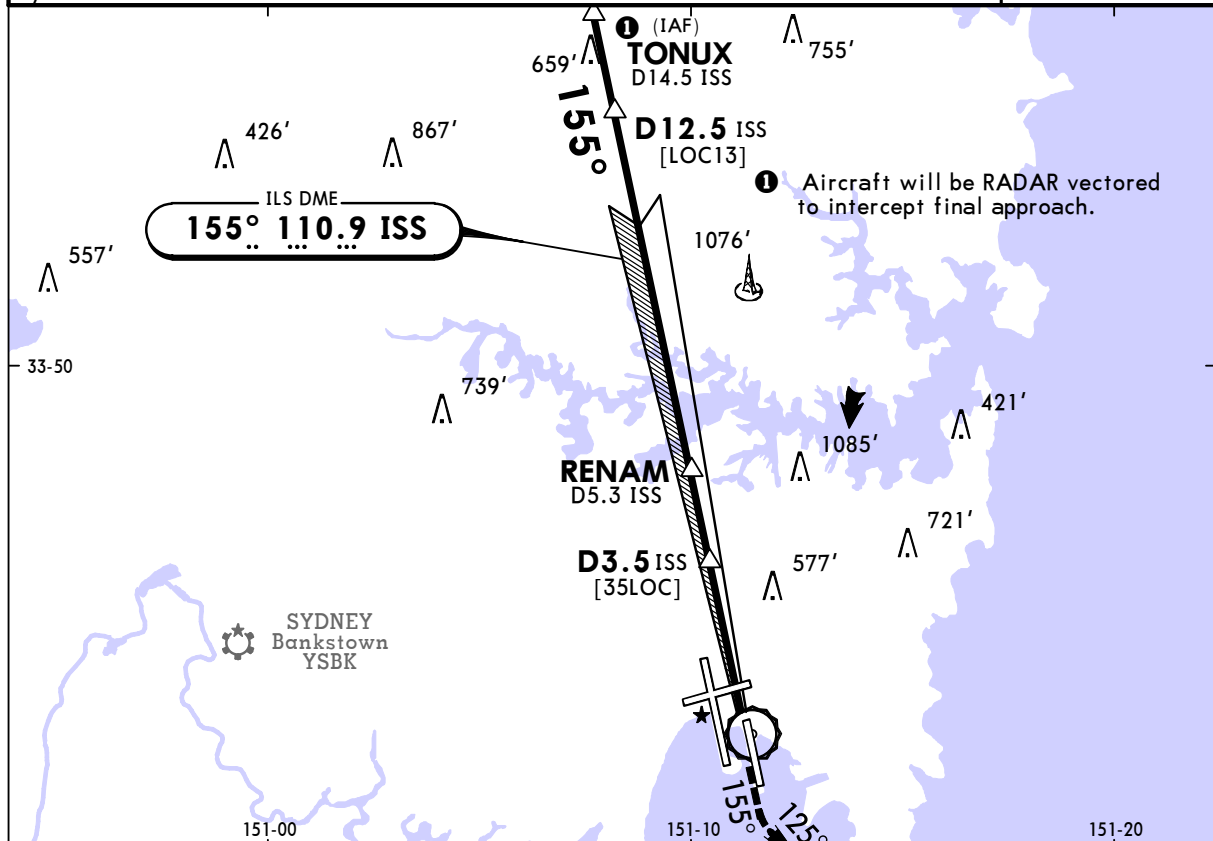 ❶ (IAF)
TONUX
D14.5 ISS
659'
755'
155°
D12.5 ISS
[LOC13]
426'
867'
❶ Aircraft will be RADAR vectored
to intercept final approach.
ILS DME
155° 110.9 ISS
1076'
557'
33-50
739'
421'
1085'
RENAM
D5.3 ISS
721'
D3.5 ISS
[35LOC]
577'
SYDNEY
Bankstown
YSBK
155°
125°
151-00
151-10
151-20